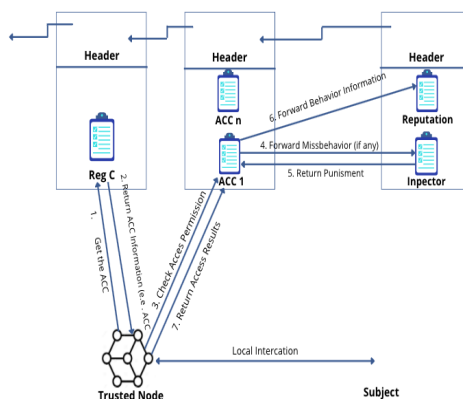 Header
Header
Header
ACC n
6. Forward Behavior Information
Reputation
Reg C
ACC 1
4. Forward Missbehavior (if any)
5. Return Punisment
Inpector
1.
Get the ACC
2. Return ACC Information (e.e . ACC
3. Check Acces Permission
7. Return Access Results
Local Intercation
Trusted Node
Subject